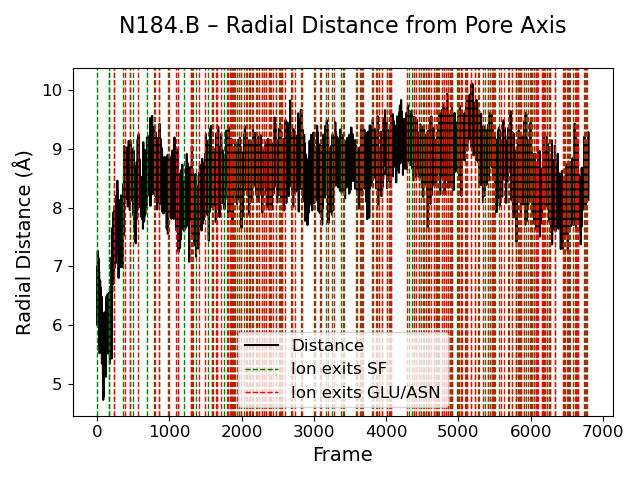 N184.B – Radial Distance from Pore Axis
Radial Distance (Å)
10
9
8
7
6
5
Distance
Ion exits SF
Ion exits GLU/ASN
0 1000 2000 3000 4000 5000 6000 7000
Frame